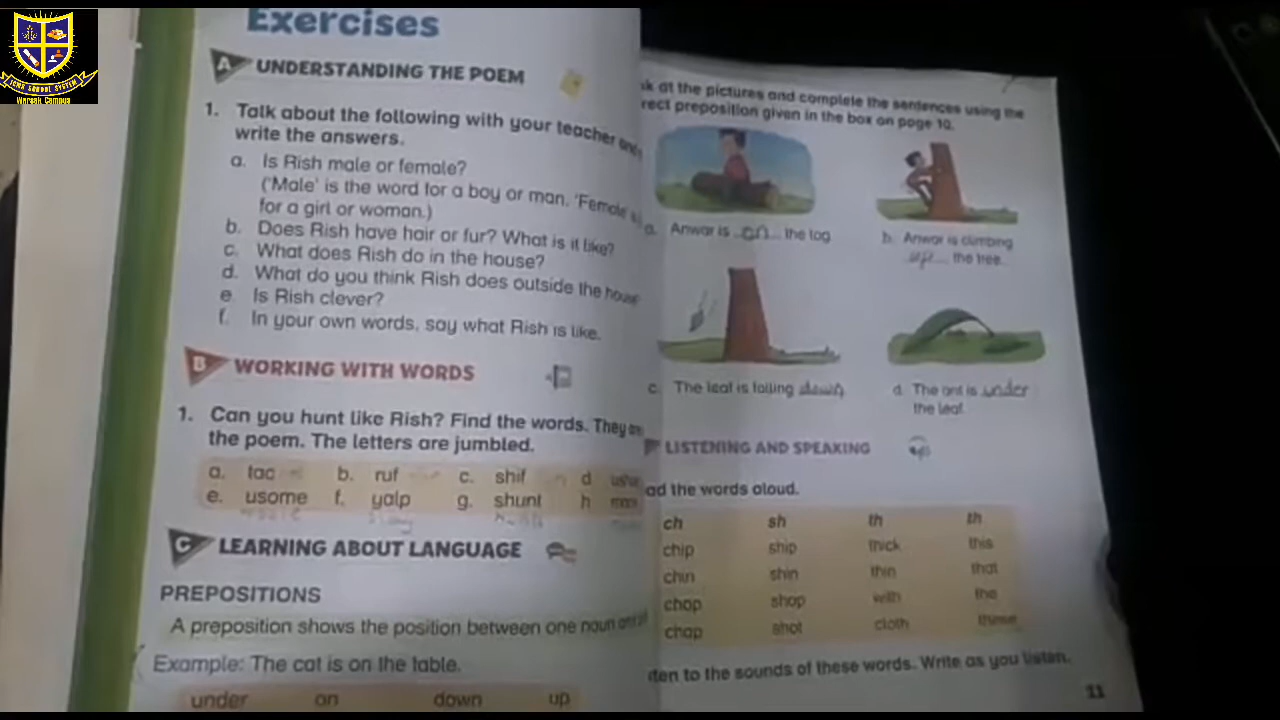 ICMS SCHOOL SYSTEM
Warsak Campus
Exercises
A UNDERSTANDING THE POEM
1. Talk about the following with your teacher and
write the answers.
a. Is Rish male or female?
('Male' is the word for a boy or man. 'Female'
for a girl or woman.)
b. Does Rish have hair or fur? What is it like?
c. What does Rish do in the house?
d. What do you think Rish does outside the house
e. Is Rish clever?
f. In your own words, say what Rish is like.
B WORKING WITH WORDS
1. Can you hunt like Rish? Find the words. They are
the poem. The letters are jumbled.
a. tac b. ruf c. shif d
e. usome f. yalp g. shunt h
C LEARNING ABOUT LANGUAGE
PREPOSITIONS
A preposition shows the position between one noun
Example: The cat is on the table.
under on down up
at the pictures and complete the sentences using the
rect preposition given in the box on page 10.
a. Anwar is on the log
b. Anwar is climbing
up the tree.
c. The leaf is falling down
d. The ant is under
the leaf.
LISTENING AND SPEAKING
ad the words aloud.
ch sh th th
chip ship thick this
chin shin thin that
chop shop with the
chap shot cloth these
ten to the sounds of these words. Write as you listen.
11